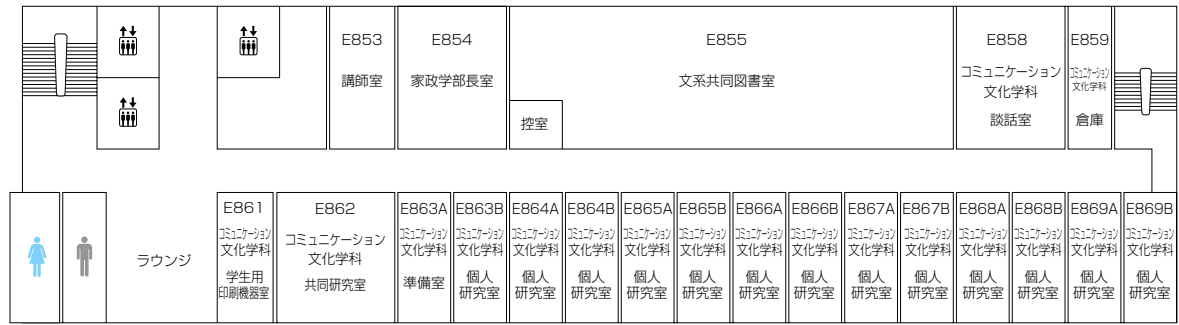 E853
講師室
E854
家政学部長室
E855
文系共同図書室
控室
E858
コミュニケーション
文化学科
談話室
E859
コミュニケーション
文化学科
倉庫
ラウンジ
E861
コミュニケーション
文化学科
学生用
印刷機器室
E862
コミュニケーション
文化学科
共同研究室
E863A
コミュニケーション
文化学科
準備室
E863B
コミュニケーション
文化学科
個人
研究室
E864A
コミュニケーション
文化学科
個人
研究室
E864B
コミュニケーション
文化学科
個人
研究室
E865A
コミュニケーション
文化学科
個人
研究室
E865B
コミュニケーション
文化学科
個人
研究室
E866A
コミュニケーション
文化学科
個人
研究室
E866B
コミュニケーション
文化学科
個人
研究室
E867A
コミュニケーション
文化学科
個人
研究室
E867B
コミュニケーション
文化学科
個人
研究室
E868A
コミュニケーション
文化学科
個人
研究室
E868B
コミュニケーション
文化学科
個人
研究室
E869A
コミュニケーション
文化学科
個人
研究室
E869B
コミュニケーション
文化学科
個人
研究室